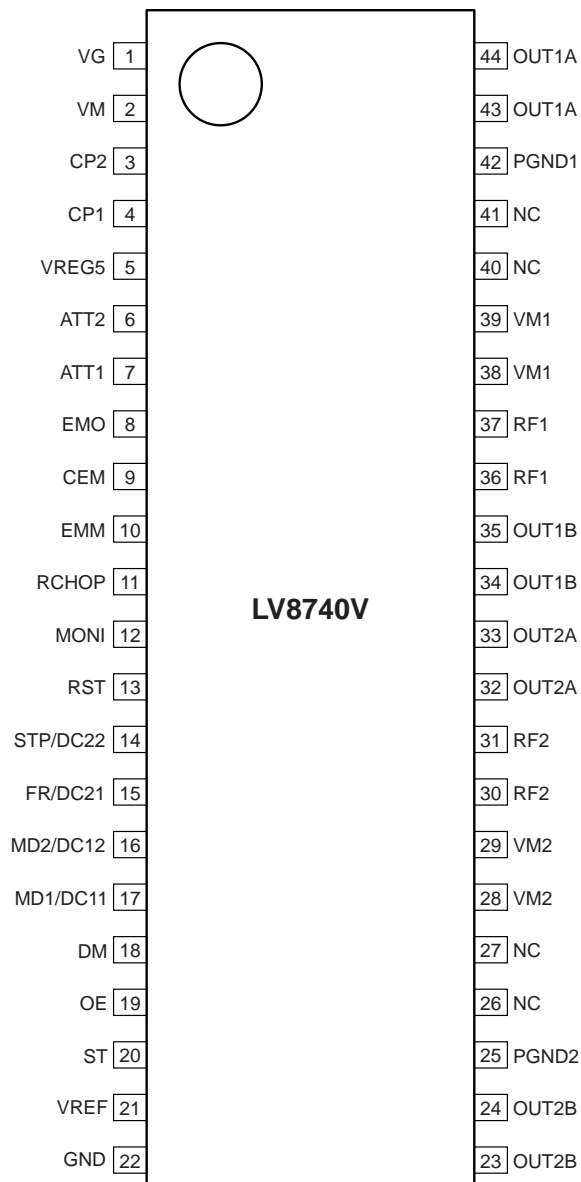 VG 1 44 OUT1A
VM 2 43 OUT1A
CP2 3 42 PGND1
CP1 4 41 NC
VREG5 5 40 NC
ATT2 6 39 VM1
ATT1 7 38 VM1
EMO 8 37 RF1
CEM 9 36 RF1
EMM 10 35 OUT1B
RCHOP 11 34 OUT1B
LV8740V
MONI 12 33 OUT2A
RST 13 32 OUT2A
STP/DC22 14 31 RF2
FR/DC21 15 30 RF2
MD2/DC12 16 29 VM2
MD1/DC11 17 28 VM2
DM 18 27 NC
OE 19 26 NC
ST 20 25 PGND2
VREF 21 24 OUT2B
GND 22 23 OUT2B